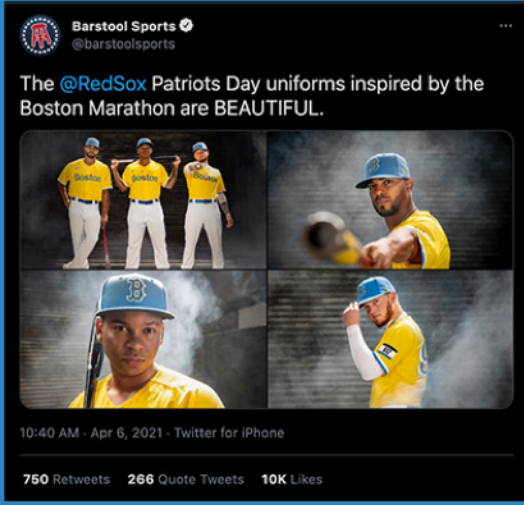 Barstool Sports
@barstoolsports
The @RedSox Patriots Day uniforms inspired by the
Boston Marathon are BEAUTIFUL.
Boston
Boston
Boston
B
B
10:40 AM · Apr 6, 2021 · Twitter for iPhone
750 Retweets 266 Quote Tweets 10K Likes